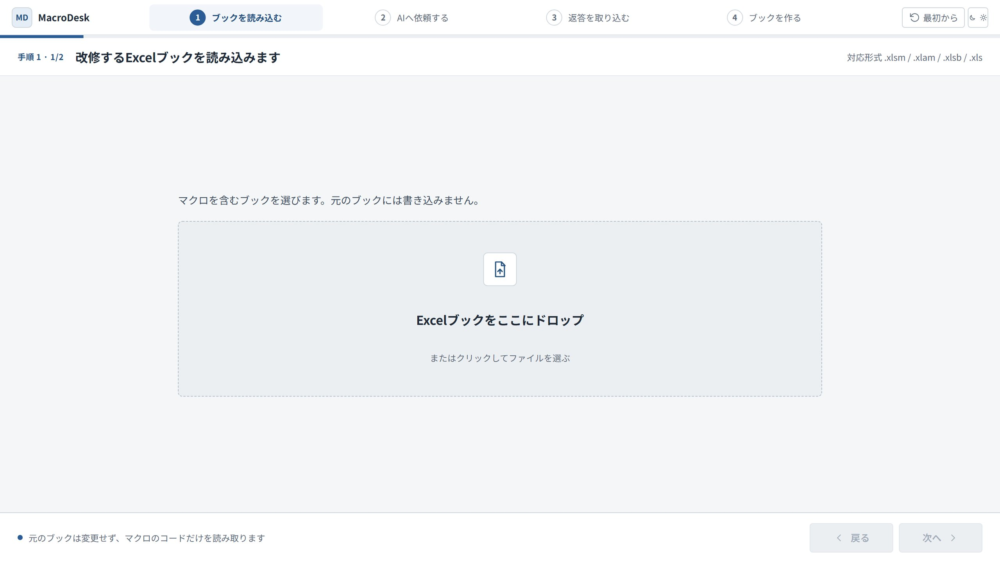 MD MacroDesk 1 ブックを読み込む 2 AIへ依頼する 3 返答を取り込む 4 ブックを作る 最初から
手順 1 · 1/2 改修するExcelブックを読み込みます 対応形式 .xlsm / .xlam / .xlsb / .xls
マクロを含むブックを選びます。元のブックには書き込みません。
Excelブックをここにドロップ
またはクリックしてファイルを選ぶ
元のブックは変更せず、マクロのコードだけを読み取ります 戻る 次へ